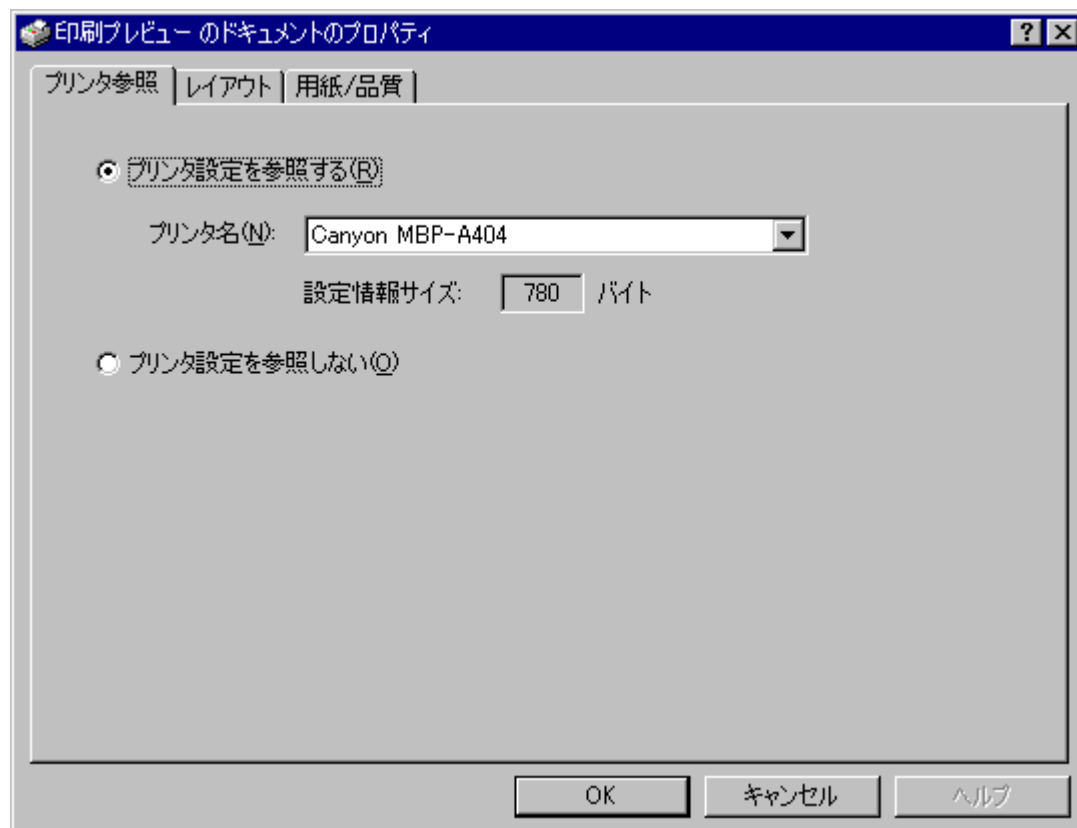 印刷プレビュー のドキュメントのプロパティ
プリンタ参照 レイアウト 用紙/品質
プリンタ設定を参照する(R)
プリンタ名(N): Canyon MBP-A404
設定情報サイズ: 780 バイト
プリンタ設定を参照しない(O)
OK キャンセル ヘルプ